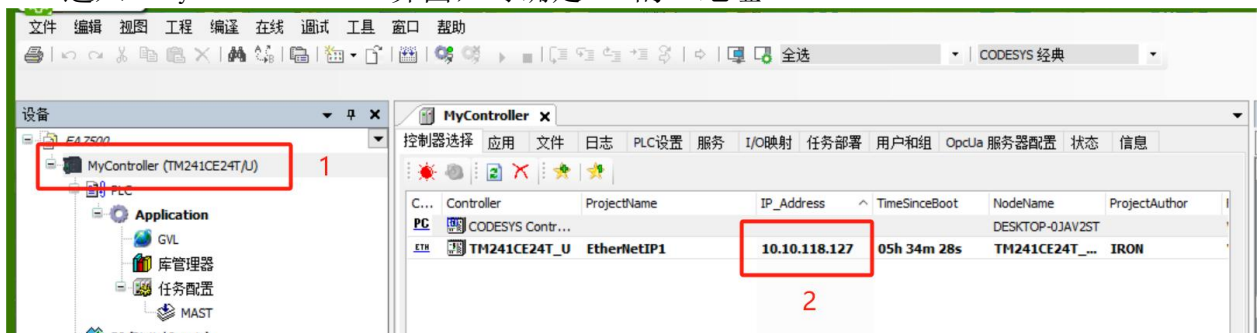 文件 编辑 视图 工程 编译 在线 调试 工具 窗口 帮助
全选 CODESYS 经典
设备
MyController
EA7500
控制器选择 应用 文件 日志 PLC设置 服务 I/O映射 任务部署 用户和组 OpcUa 服务器配置 状态 信息
MyController (TM241CE24T/U)
1
PLC
C... Controller ProjectName IP_Address TimeSinceBoot NodeName ProjectAuthor
Application
PC CODESYS Contr... DESKTOP-0JAV2ST
GVL
ETH TM241CE24T_U EtherNetIP1 10.10.118.127 05h 34m 28s TM241CE24T_... IRON
库管理器
任务配置
2
MAST